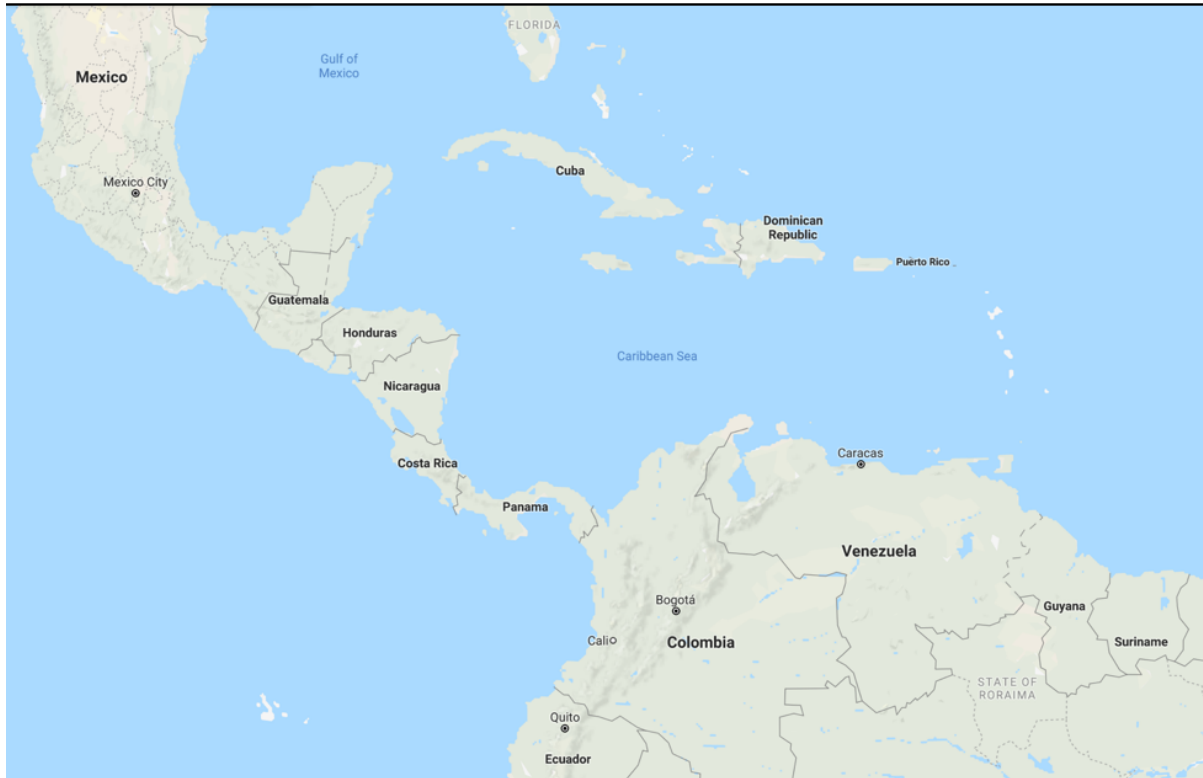 FLORIDA
Gulf of
Mexico
Mexico
Cuba
Mexico City
Dominican
Republic
Puerto Rico
Guatemala
Honduras
Caribbean Sea
Nicaragua
Caracas
Costa Rica
Panama
Venezuela
Bogotá
Guyana
Cali
Colombia
Suriname
STATE OF
RORAIMA
Quito
Ecuador